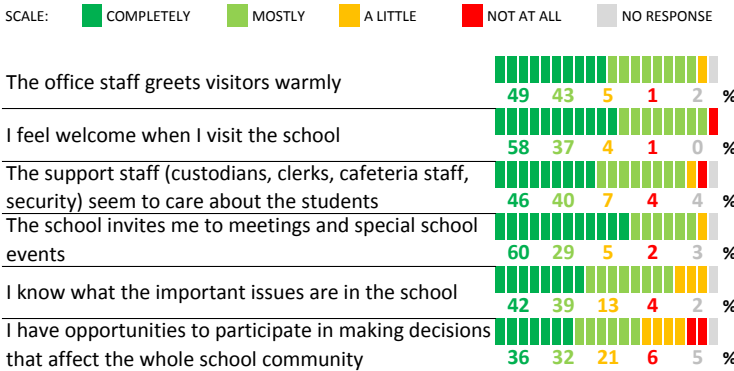 SCALE: COMPLETELY MOSTLY A LITTLE NOT AT ALL NO RESPONSE
The office staff greets visitors warmly
49 43 5 1 2 %
I feel welcome when I visit the school
58 37 4 1 0 %
The support staff (custodians, clerks, cafeteria staff,
security) seem to care about the students
46 40 7 4 4 %
The school invites me to meetings and special school
events
60 29 5 2 3 %
I know what the important issues are in the school
42 39 13 4 2 %
I have opportunities to participate in making decisions
that affect the whole school community
36 32 21 6 5 %